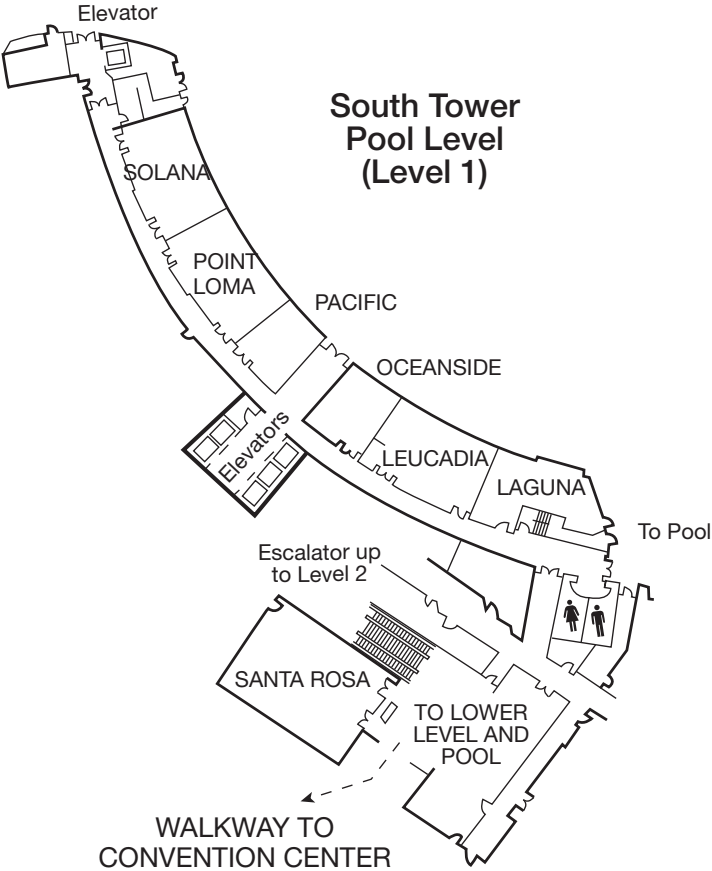 Elevator
South Tower
Pool Level
(Level 1)
SOLANA
POINT
LOMA
PACIFIC
OCEANSIDE
Elevators
LEUCADIA
LAGUNA
To Pool
Escalator up
to Level 2
SANTA ROSA
TO LOWER
LEVEL AND
POOL
WALKWAY TO
CONVENTION CENTER